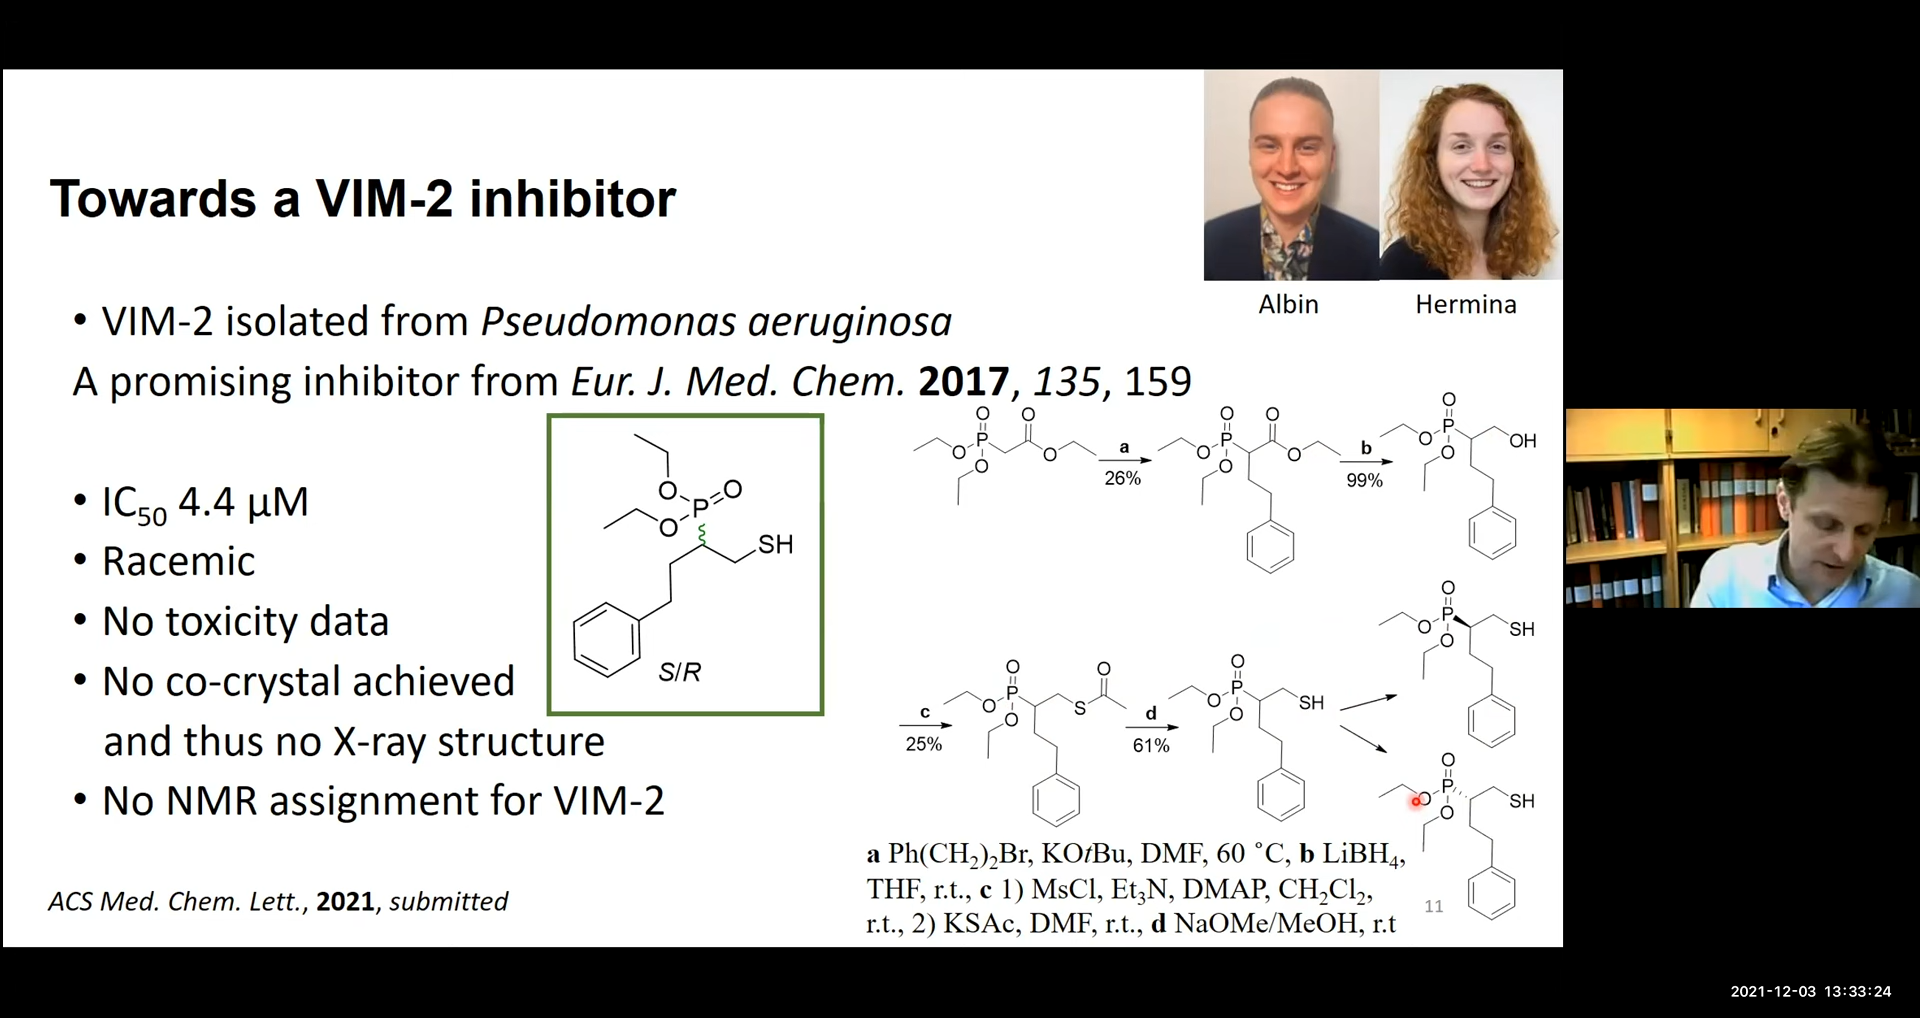 Towards a VIM-2 inhibitor
Albin
Hermina
• VIM-2 isolated from Pseudomonas aeruginosa
A promising inhibitor from Eur. J. Med. Chem. 2017, 135, 159
• IC50 4.4 µM
• Racemic
• No toxicity data
• No co-crystal achieved
and thus no X-ray structure
• No NMR assignment for VIM-2
O
P
O
O
SH
S/R
O
P
O
O
O
O
a
26%
O
P
O
O
O
O
b
99%
O
P
O
O
OH
c
25%
O
P
O
O
S
O
d
61%
O
P
O
O
SH
O
P
O
O
SH
O
P
O
O
SH
a Ph(CH2)2Br, KOtBu, DMF, 60 °C, b LiBH4,
THF, r.t., c 1) MsCl, Et3N, DMAP, CH2Cl2,
r.t., 2) KSAc, DMF, r.t., d NaOMe/MeOH, r.t
ACS Med. Chem. Lett., 2021, submitted
11
2021-12-03 13:33:24